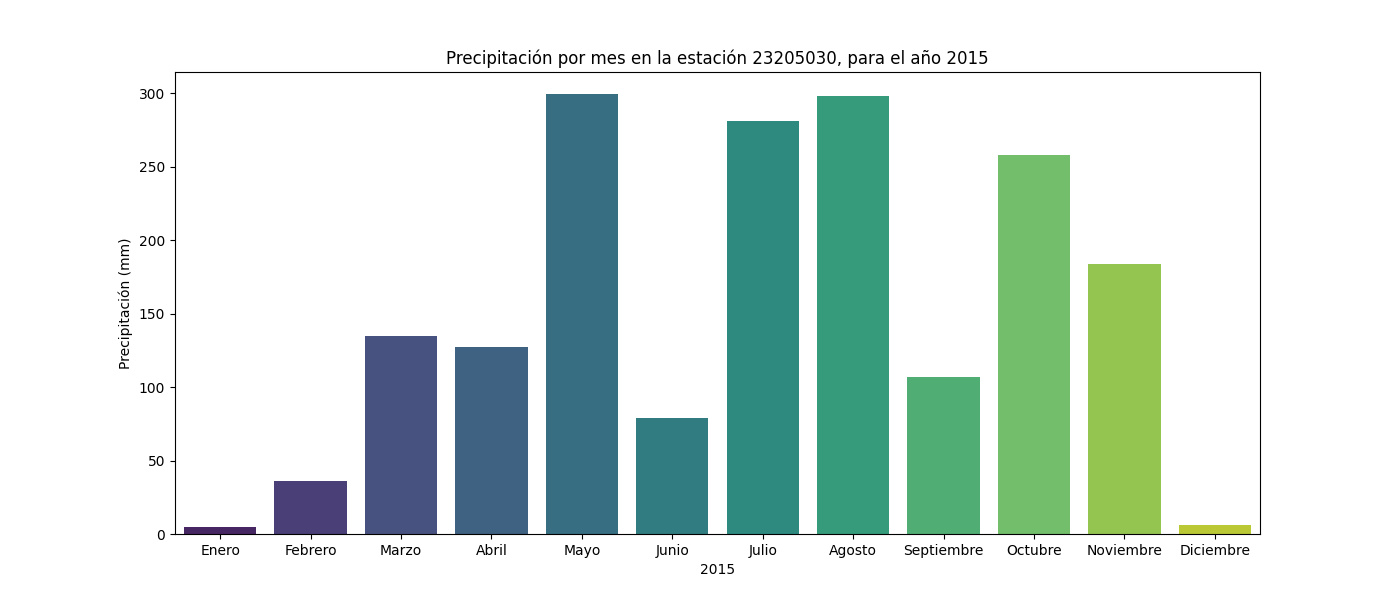 Precipitación por mes en la estación 23205030, para el año 2015
300
250
200
150
100
50
0
Precipitación (mm)
Enero Febrero Marzo Abril Mayo Junio Julio Agosto Septiembre Octubre Noviembre Diciembre
2015